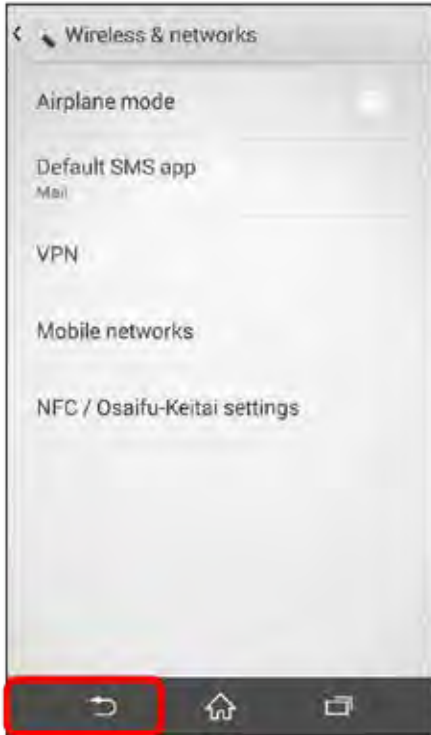 Wireless & networks
Airplane mode
Default SMS app
Mail
VPN
Mobile networks
NFC / Osaifu-Keitai settings